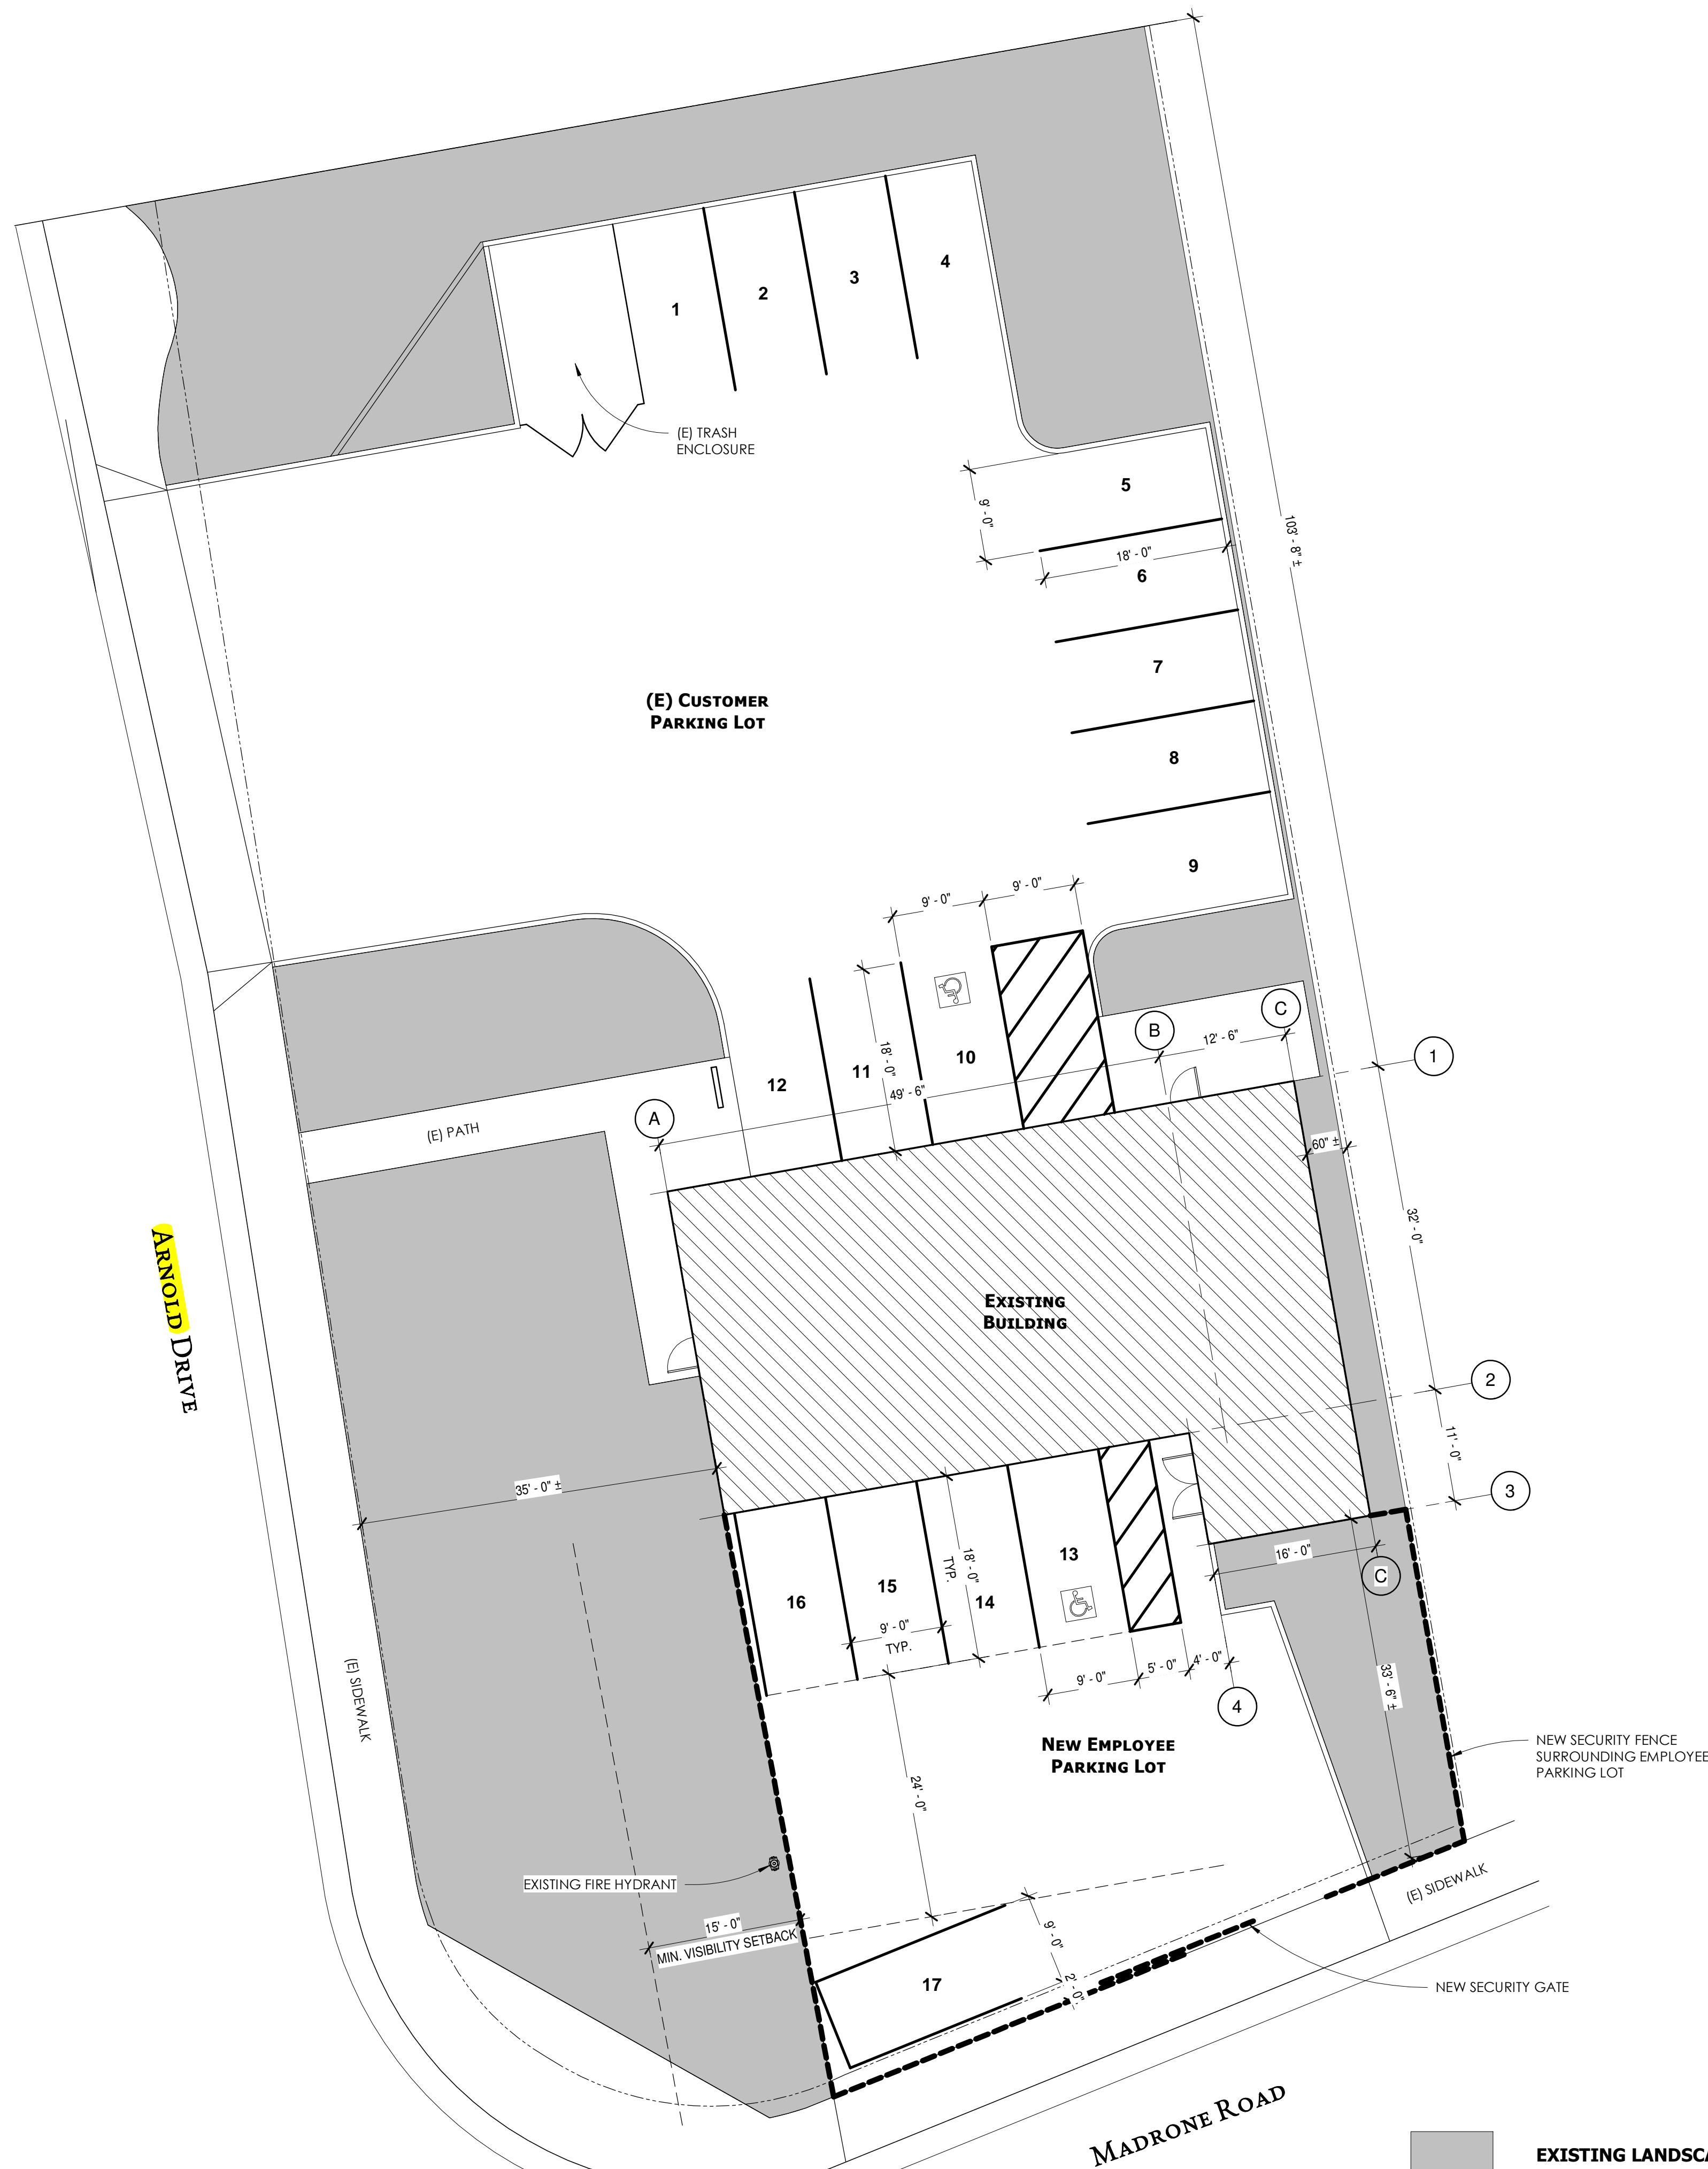 1
2
3
4
(E) TRASH
ENCLOSURE
5
9' - 0"
18' - 0"
6
103' - 8" ±
7
(E) CUSTOMER
PARKING LOT
8
9
9' - 0"
9' - 0"
C
B
12' - 6"
1
10
18' - 0"
11
12
49' - 6"
A
(E) PATH
60" ±
32' - 0"
ARNOLD DRIVE
EXISTING
BUILDING
2
11' - 0"
35' - 0" ±
3
13
16' - 0"
C
18' - 0"
TYP.
14
15
16
9' - 0"
TYP.
9' - 0"
5' - 0"
4' - 0"
4
33' - 6" ±
(E) SIDEWALK
NEW EMPLOYEE
PARKING LOT
NEW SECURITY FENCE
SURROUNDING EMPLOYEE
PARKING LOT
24' - 0"
EXISTING FIRE HYDRANT
(E) SIDEWALK
15' - 0"
MIN. VISIBILITY SETBACK
9' - 0"
17
2' - 0"
NEW SECURITY GATE
MADRONE ROAD